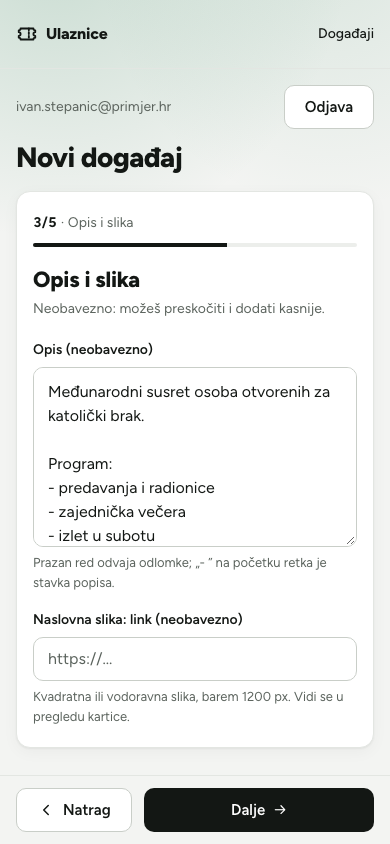 Ulaznice
Događaji
ivan.stepanic@primjer.hr
Odjava
Novi događaj
3/5 · Opis i slika
Opis i slika
Neobavezno: možeš preskočiti i dodati kasnije.
Opis (neobavezno)
Međunarodni susret osoba otvorenih za
katolički brak.
Program:
- predavanja i radionice
- zajednička večera
- izlet u subotu
Prazan red odvaja odlomke; „- ” na početku retka je
stavka popisa.
Naslovna slika: link (neobavezno)
https://…
Kvadratna ili vodoravna slika, barem 1200 px. Vidi se u
pregledu kartice.
Natrag
Dalje →